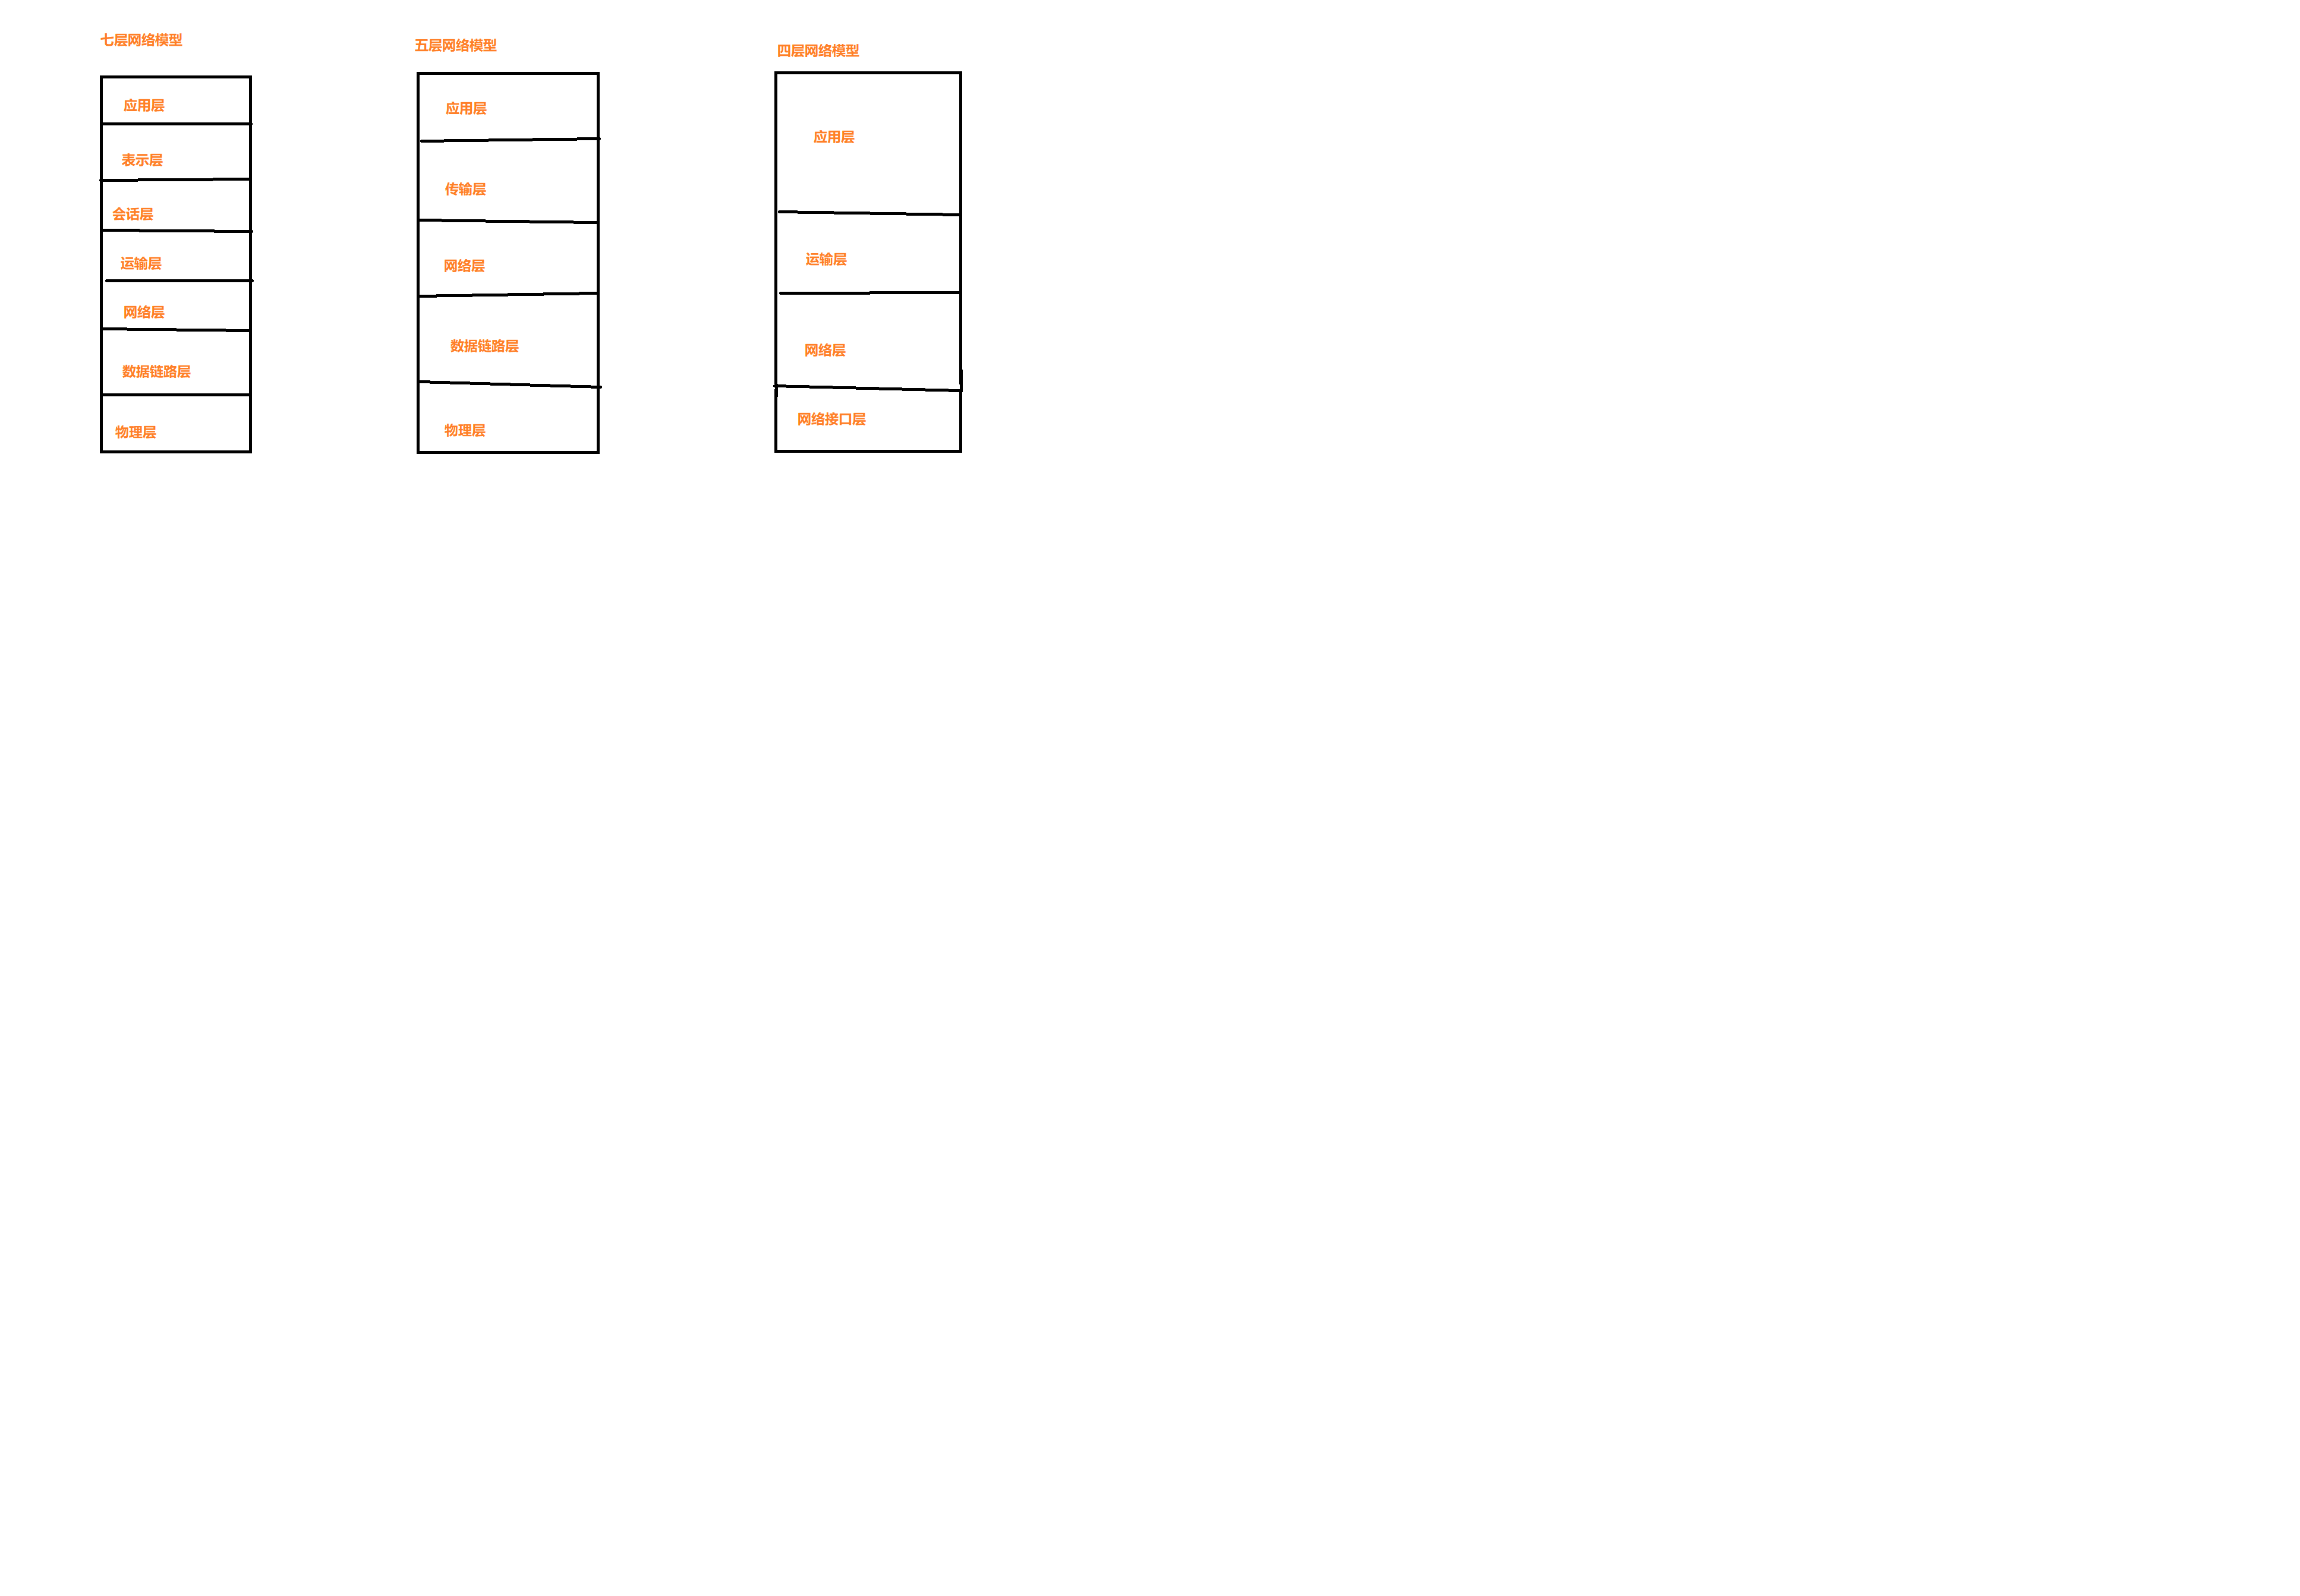 七层网络模型
应用层
表示层
会话层
运输层
网络层
数据链路层
物理层
五层网络模型
应用层
传输层
网络层
数据链路层
物理层
四层网络模型
应用层
运输层
网络层
网络接口层